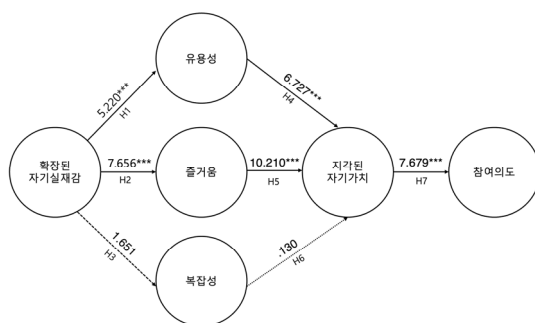 유용성
5.220***
H1
6.727***
H4
확장된
자기실재감
7.656***
H2
즐거움
10.210***
H5
지각된
자기가치
7.679***
H7
참여의도
1.651
H3
.130
H6
복잡성